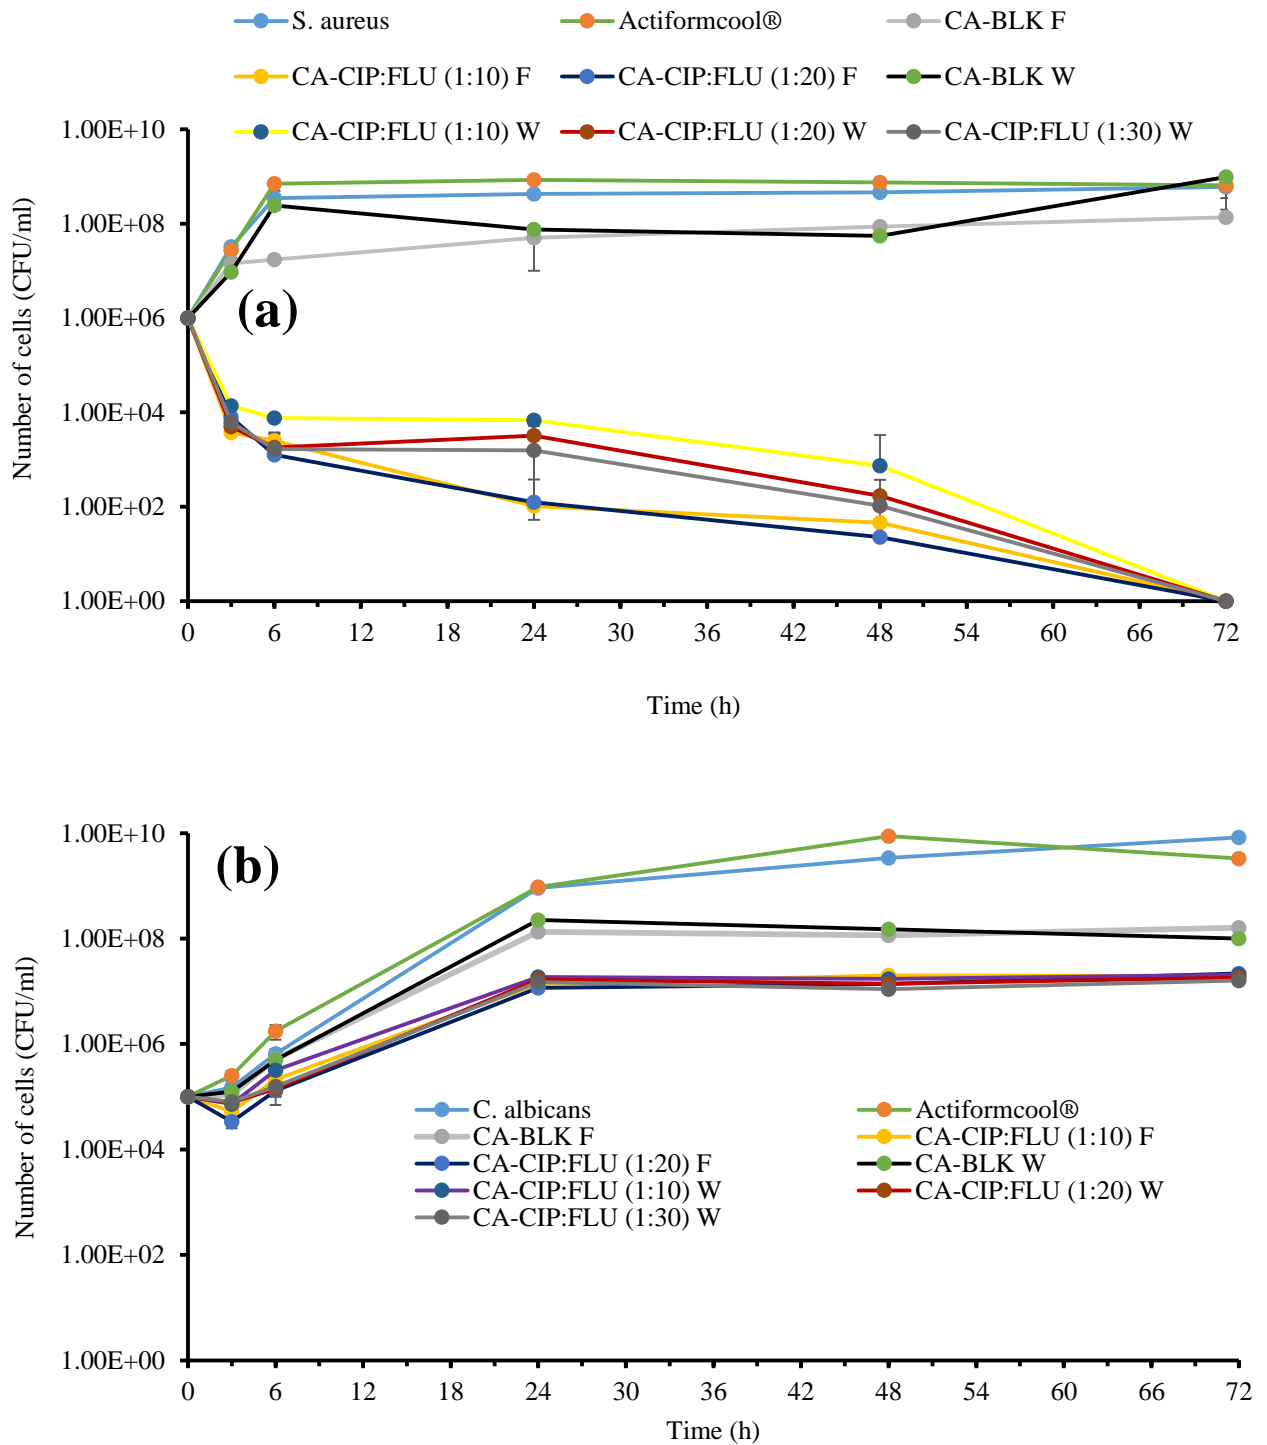 S. aureus Actiformcool® CA-BLK F
CA-CIP:FLU (1:10) F CA-CIP:FLU (1:20) F CA-BLK W
CA-CIP:FLU (1:10) W CA-CIP:FLU (1:20) W CA-CIP:FLU (1:30) W
1.00E+10
1.00E+08
1.00E+06
1.00E+04
1.00E+02
1.00E+00
Number of cells (CFU/ml)
(a)
0 6 12 18 24 30 36 42 48 54 60 66 72
Time (h)
1.00E+10
1.00E+08
1.00E+06
1.00E+04
1.00E+02
1.00E+00
Number of cells (CFU/ml)
(b)
C. albicans Actiformcool®
CA-BLK F CA-CIP:FLU (1:10) F
CA-CIP:FLU (1:20) F CA-BLK W
CA-CIP:FLU (1:10) W CA-CIP:FLU (1:20) W
CA-CIP:FLU (1:30) W
0 6 12 18 24 30 36 42 48 54 60 66 72
Time (h)